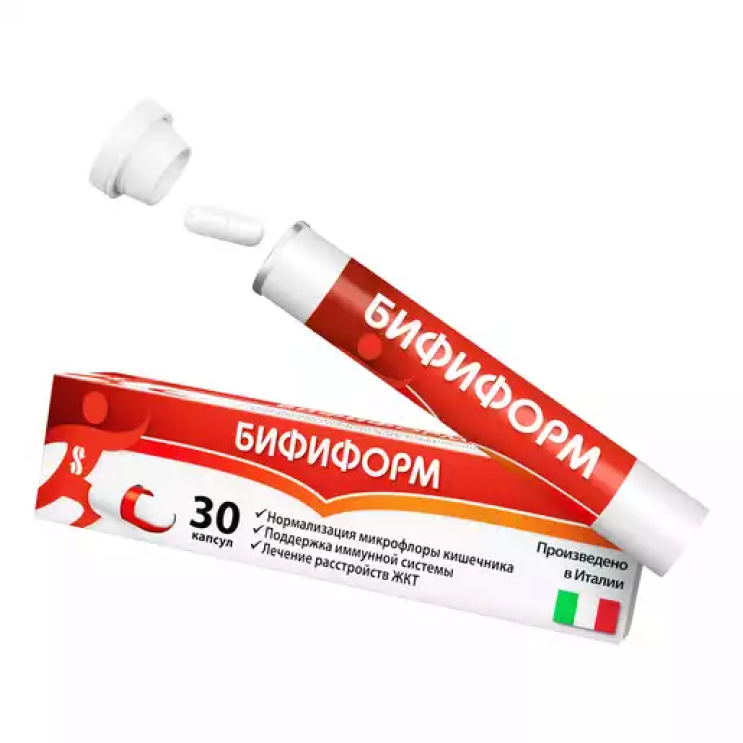 БИФИФОРМ
БИФИФОРМ
30
капсул
✓ Нормализация микрофлоры кишечника
✓ Поддержка иммунной системы
✓ Лечение расстройств ЖКТ
Произведено
в Италии